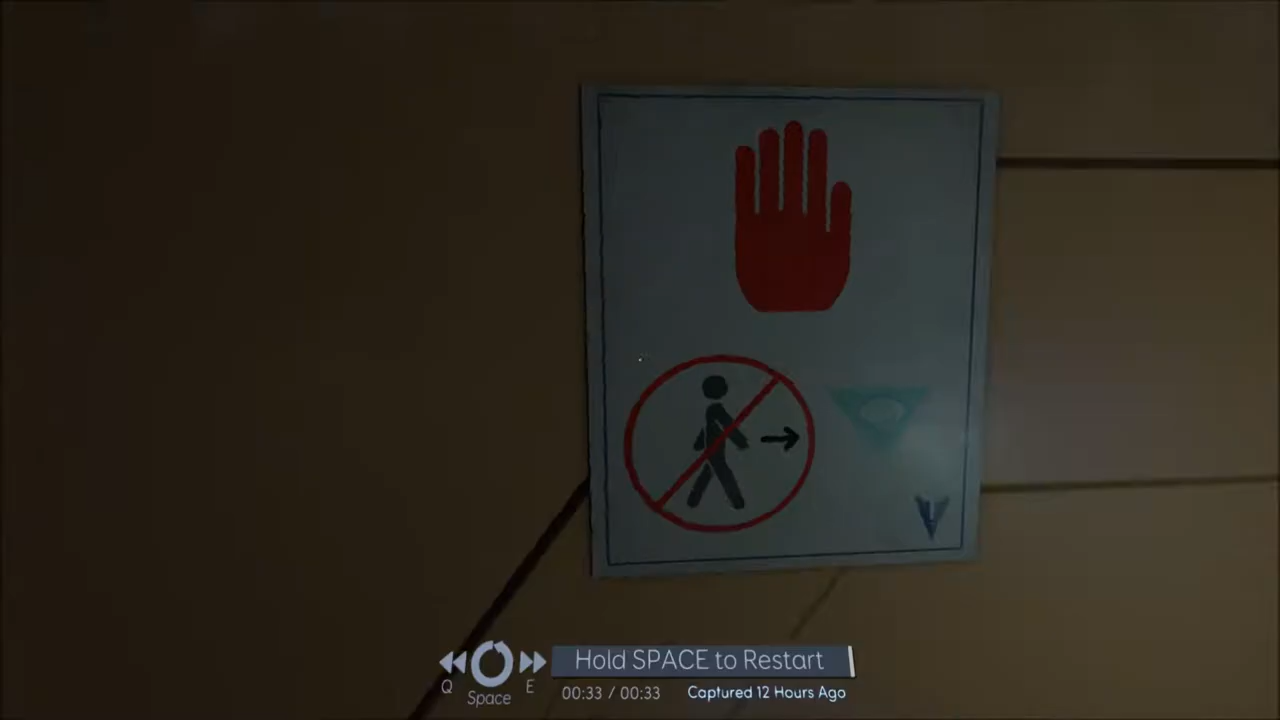 Hold SPACE to Restart
Q Space E
00:33 / 00:33 Captured 12 Hours Ago